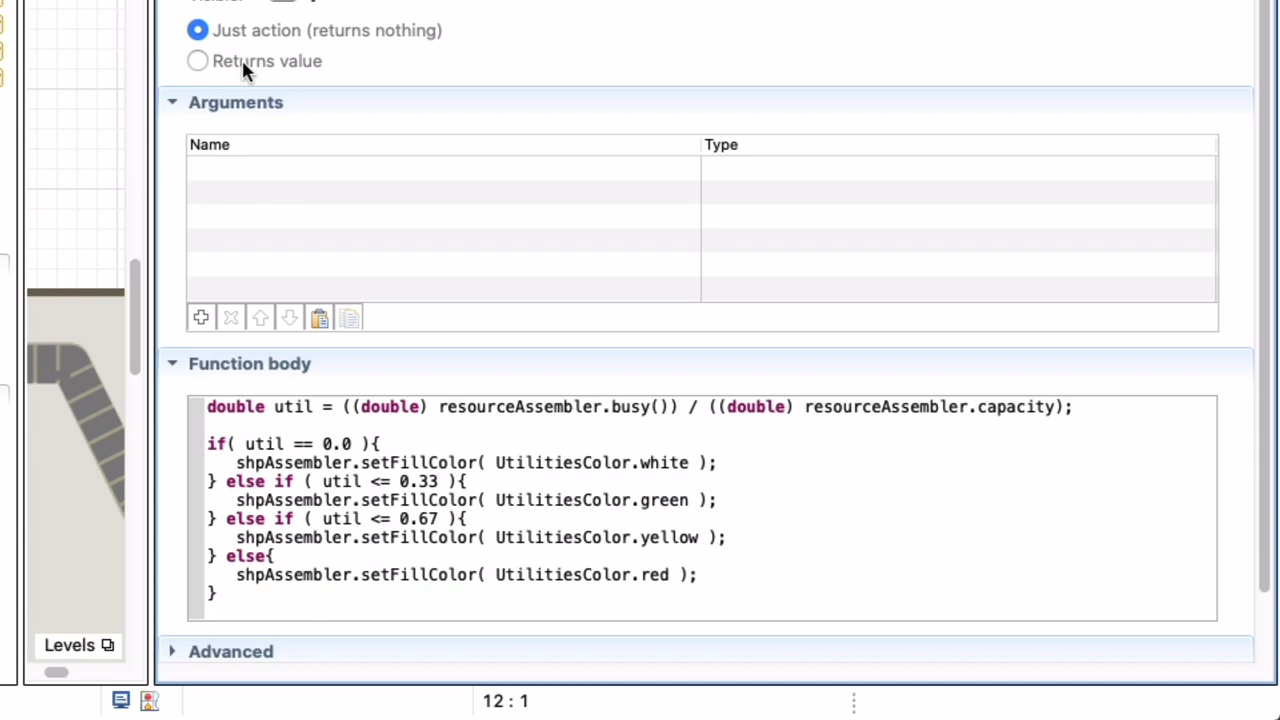 Just action (returns nothing)
Returns value
Arguments
Name Type
Function body
double util = ((double) resourceAssembler.busy()) / ((double) resourceAssembler.capacity);
if( util == 0.0 ){
shpAssembler.setFillColor( UtilitiesColor.white );
} else if ( util <= 0.33 ){
shpAssembler.setFillColor( UtilitiesColor.green );
} else if ( util <= 0.67 ){
shpAssembler.setFillColor( UtilitiesColor.yellow );
} else{
shpAssembler.setFillColor( UtilitiesColor.red );
}
Levels
Advanced
12 : 1